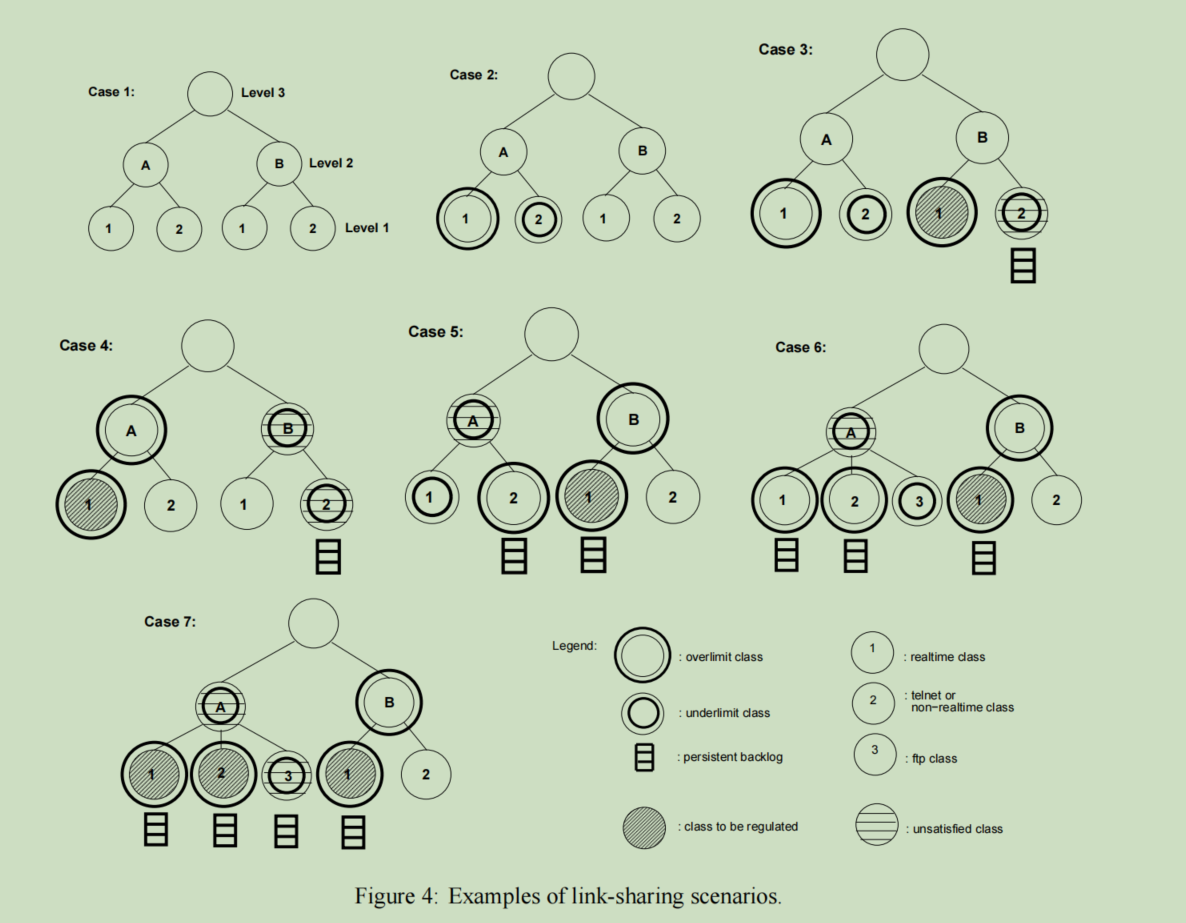 Case 1:
Level 3
A
B
Level 2
1
2
1
2
Level 1
Case 2:
A
B
1
2
1
2
Case 3:
A
B
1
2
1
2
Case 4:
A
B
1
2
1
2
Case 5:
A
B
1
2
1
2
Case 6:
A
B
1
2
3
1
2
Case 7:
A
B
1
2
3
1
2
Legend:
: overlimit class
: underlimit class
: persistent backlog
: class to be regulated
1
: realtime class
2
: telnet or
non−realtime class
3
: ftp class
: unsatisfied class
Figure 4: Examples of link-sharing scenarios.